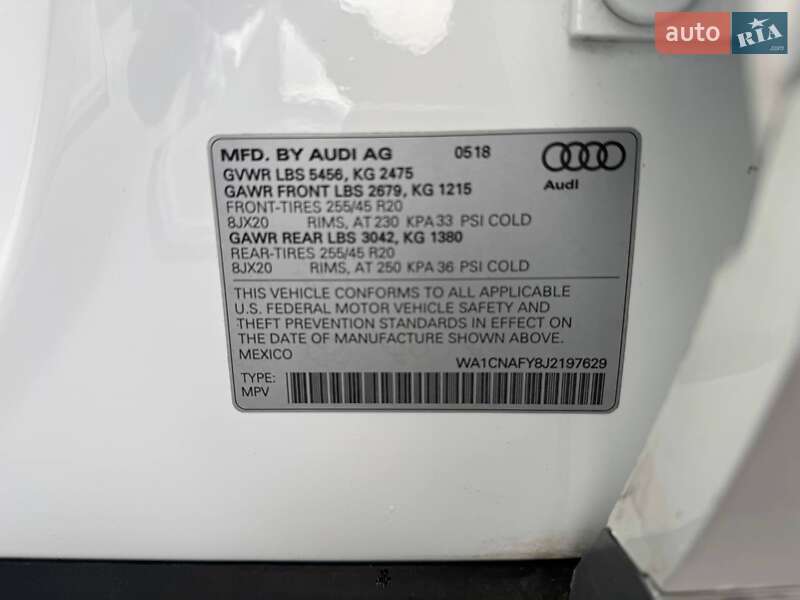 auto RIA .com
MFD. BY AUDI AG 0518
GVWR LBS 5456, KG 2475
GAWR FRONT LBS 2679, KG 1215
Audi
FRONT-TIRES 255/45 R20
8JX20 RIMS, AT 230 KPA 33 PSI COLD
GAWR REAR LBS 3042, KG 1380
REAR-TIRES 255/45 R20
8JX20 RIMS, AT 250 KPA 36 PSI COLD
THIS VEHICLE CONFORMS TO ALL APPLICABLE
U.S. FEDERAL MOTOR VEHICLE SAFETY AND
THEFT PREVENTION STANDARDS IN EFFECT ON
THE DATE OF MANUFACTURE SHOWN ABOVE.
MEXICO WA1CNAFY8J2197629
TYPE:
MPV